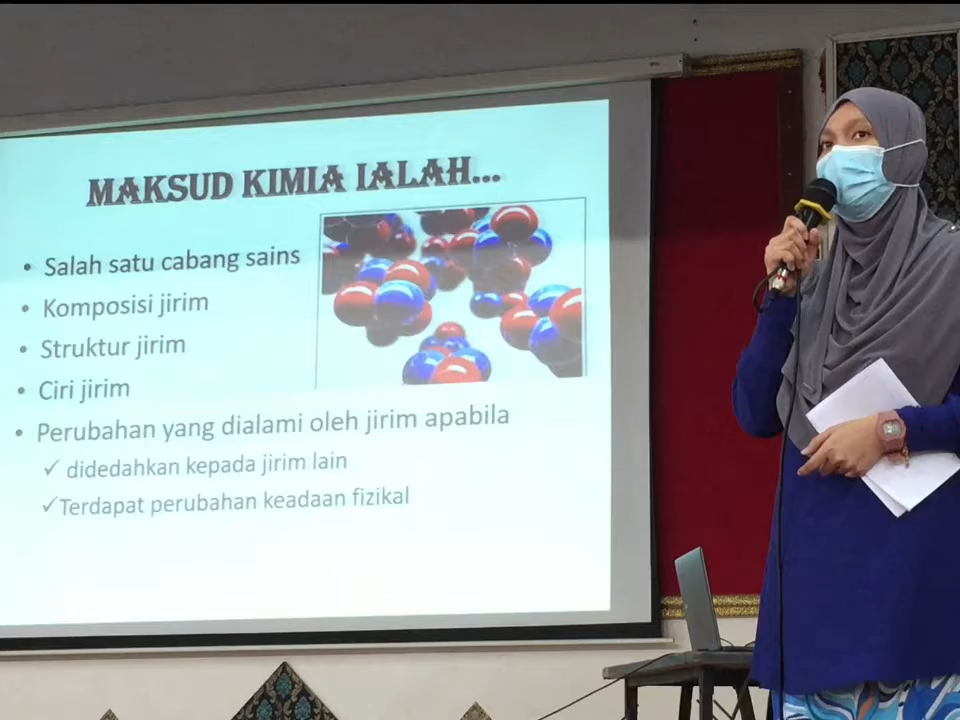 MAKSUD KIMIA IALAH...
• Salah satu cabang sains
• Komposisi jirim
• Struktur jirim
• Ciri jirim
• Perubahan yang dialami oleh jirim apabila
✓ didedahkan kepada jirim lain
✓ Terdapat perubahan keadaan fizikal